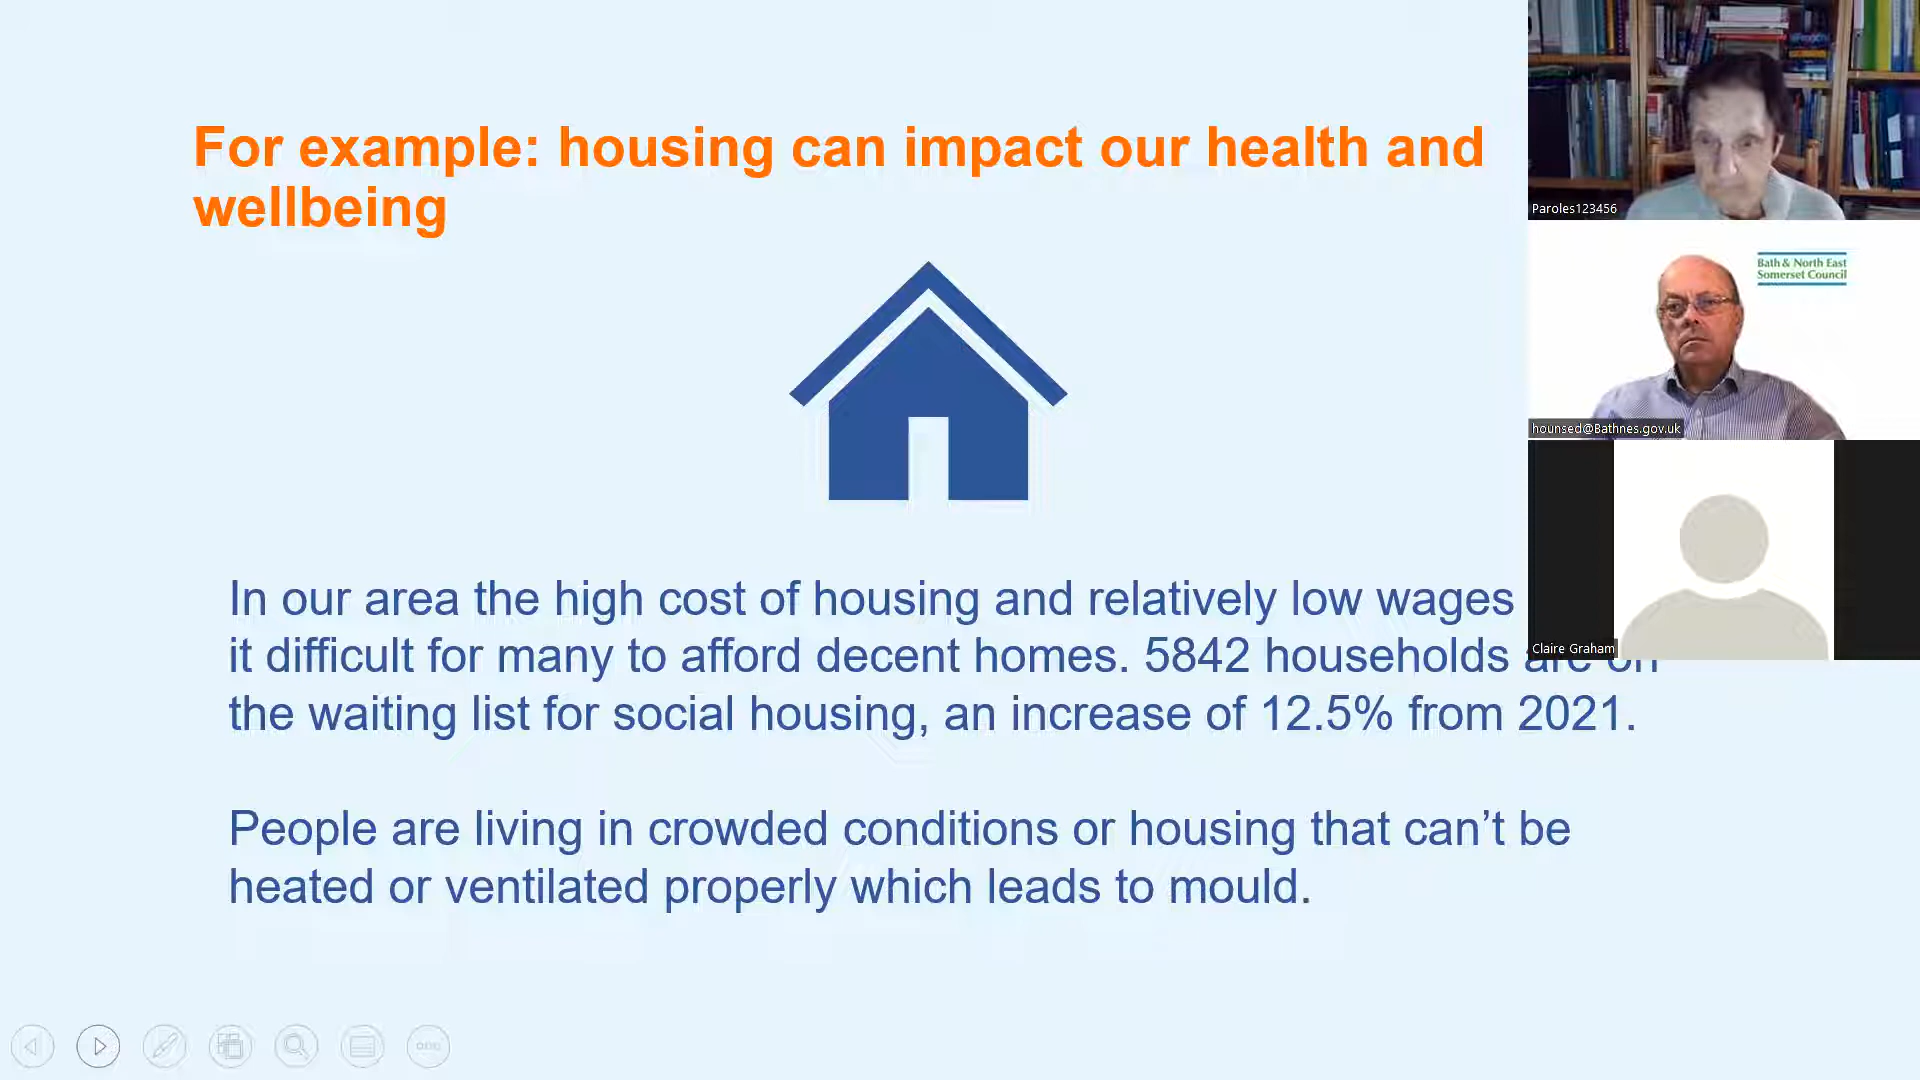 For example: housing can impact our health and
wellbeing
In our area the high cost of housing and relatively low wages
it difficult for many to afford decent homes. 5842 households are on
the waiting list for social housing, an increase of 12.5% from 2021.
People are living in crowded conditions or housing that can’t be
heated or ventilated properly which leads to mould.
Paroles123456
Bath & North East
Somerset Council
hounsed@Bathnes.gov.uk
Claire Graham